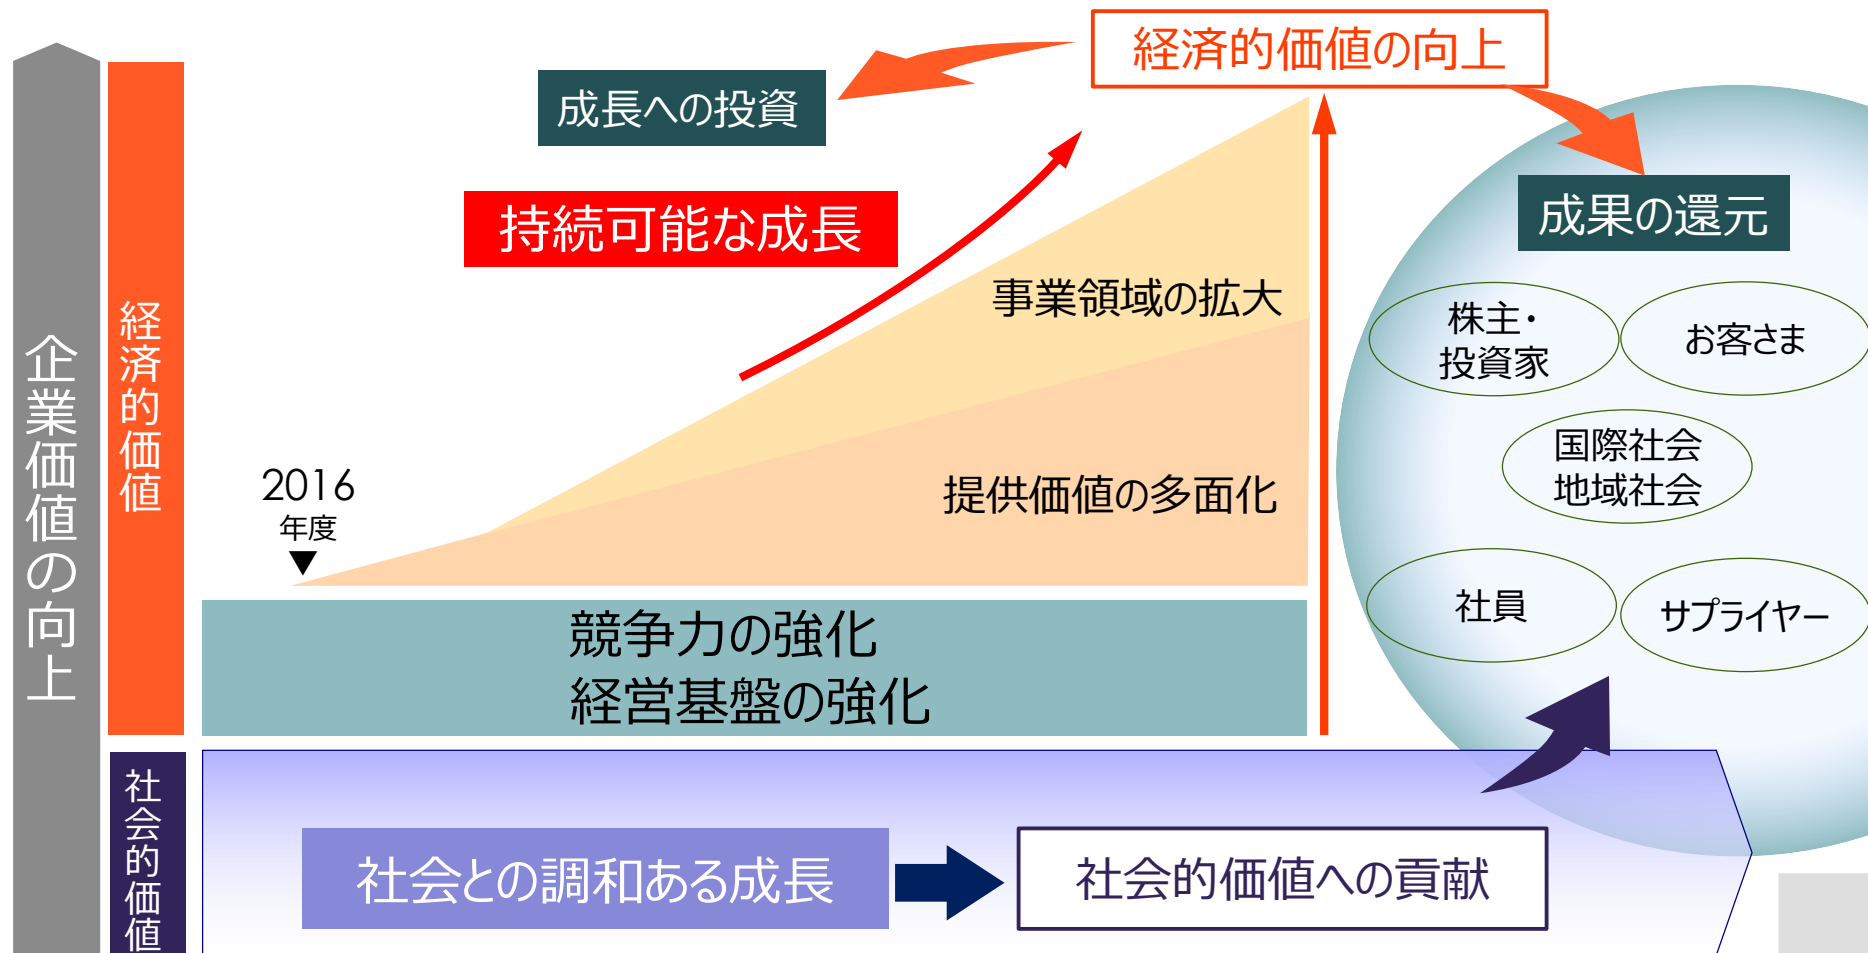 企業価値の向上
経済的価値
社会的価値
経済的価値の向上
成長への投資
持続可能な成長
事業領域の拡大
提供価値の多面化
2016
年度
競争力の強化
経営基盤の強化
成果の還元
株主・
投資家
お客さま
国際社会
地域社会
社員
サプライヤー
社会との調和ある成長
社会的価値への貢献